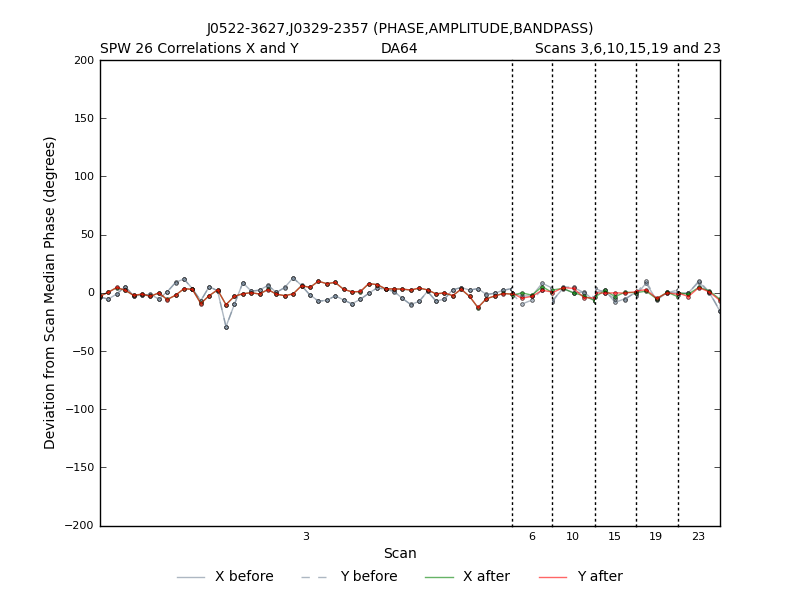 J0522-3627,J0329-2357 (PHASE,AMPLITUDE,BANDPASS)
SPW 26 Correlations X and Y DA64 Scans 3,6,10,15,19 and 23
200
150
100
50
0
−50
−100
−150
−200
Deviation from Scan Median Phase (degrees)
3 6 10 15 19 23
Scan
X before Y before X after Y after